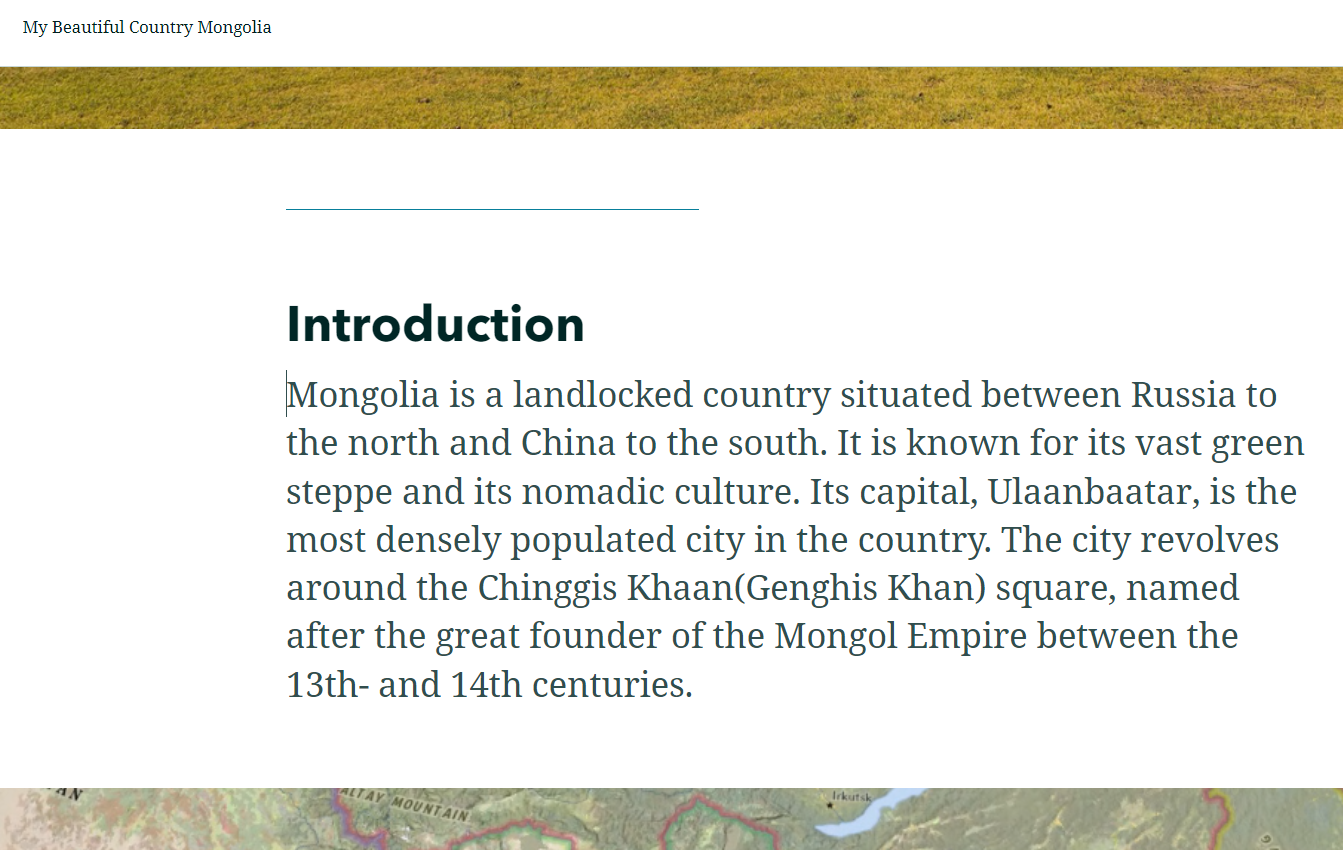 My Beautiful Country Mongolia
Introduction
Mongolia is a landlocked country situated between Russia to
the north and China to the south. It is known for its vast green
steppe and its nomadic culture. Its capital, Ulaanbaatar, is the
most densely populated city in the country. The city revolves
around the Chinggis Khaan(Genghis Khan) square, named
after the great founder of the Mongol Empire between the
13th- and 14th centuries.
ALTAY MOUNTAIN
Irkutsk